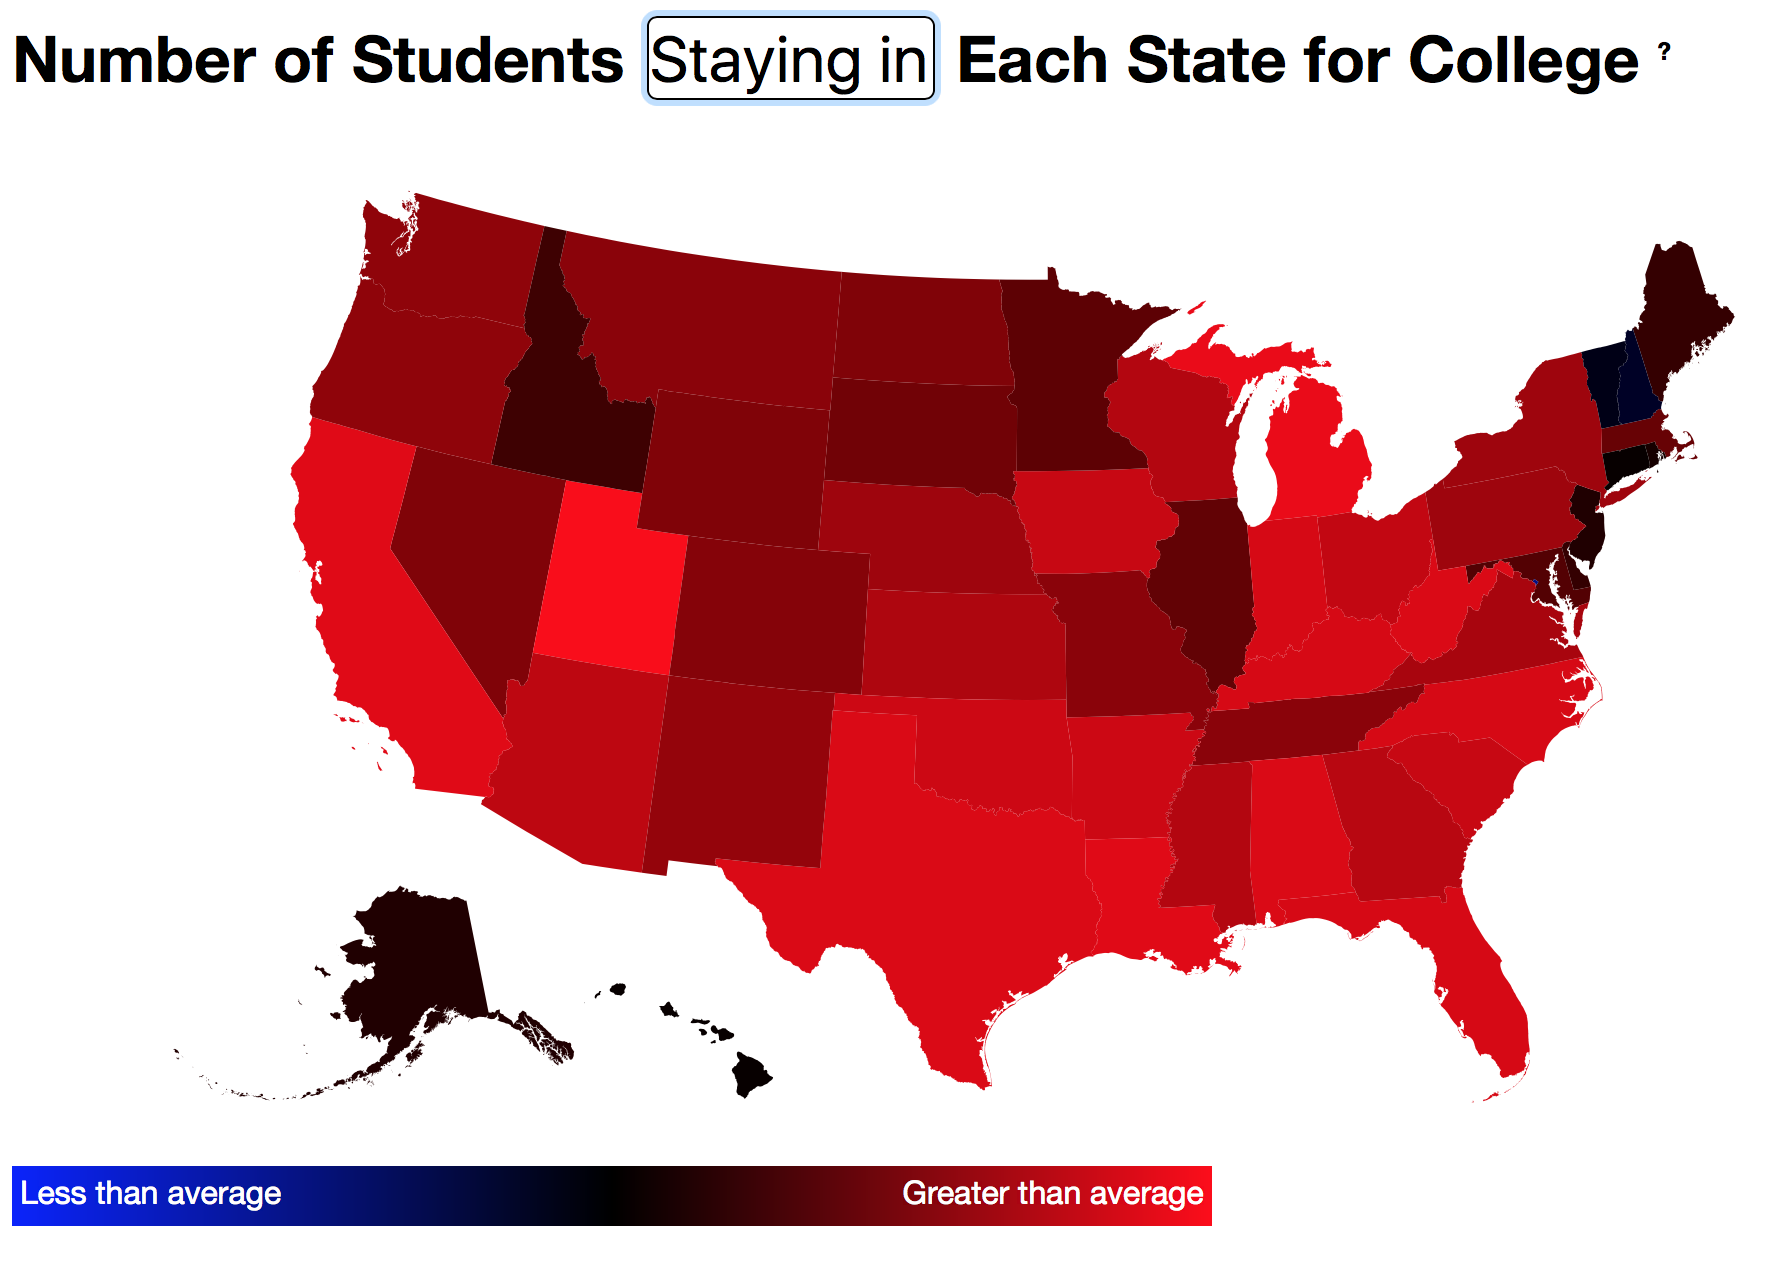 Number of Students Staying in Each State for College ?
Less than average Greater than average